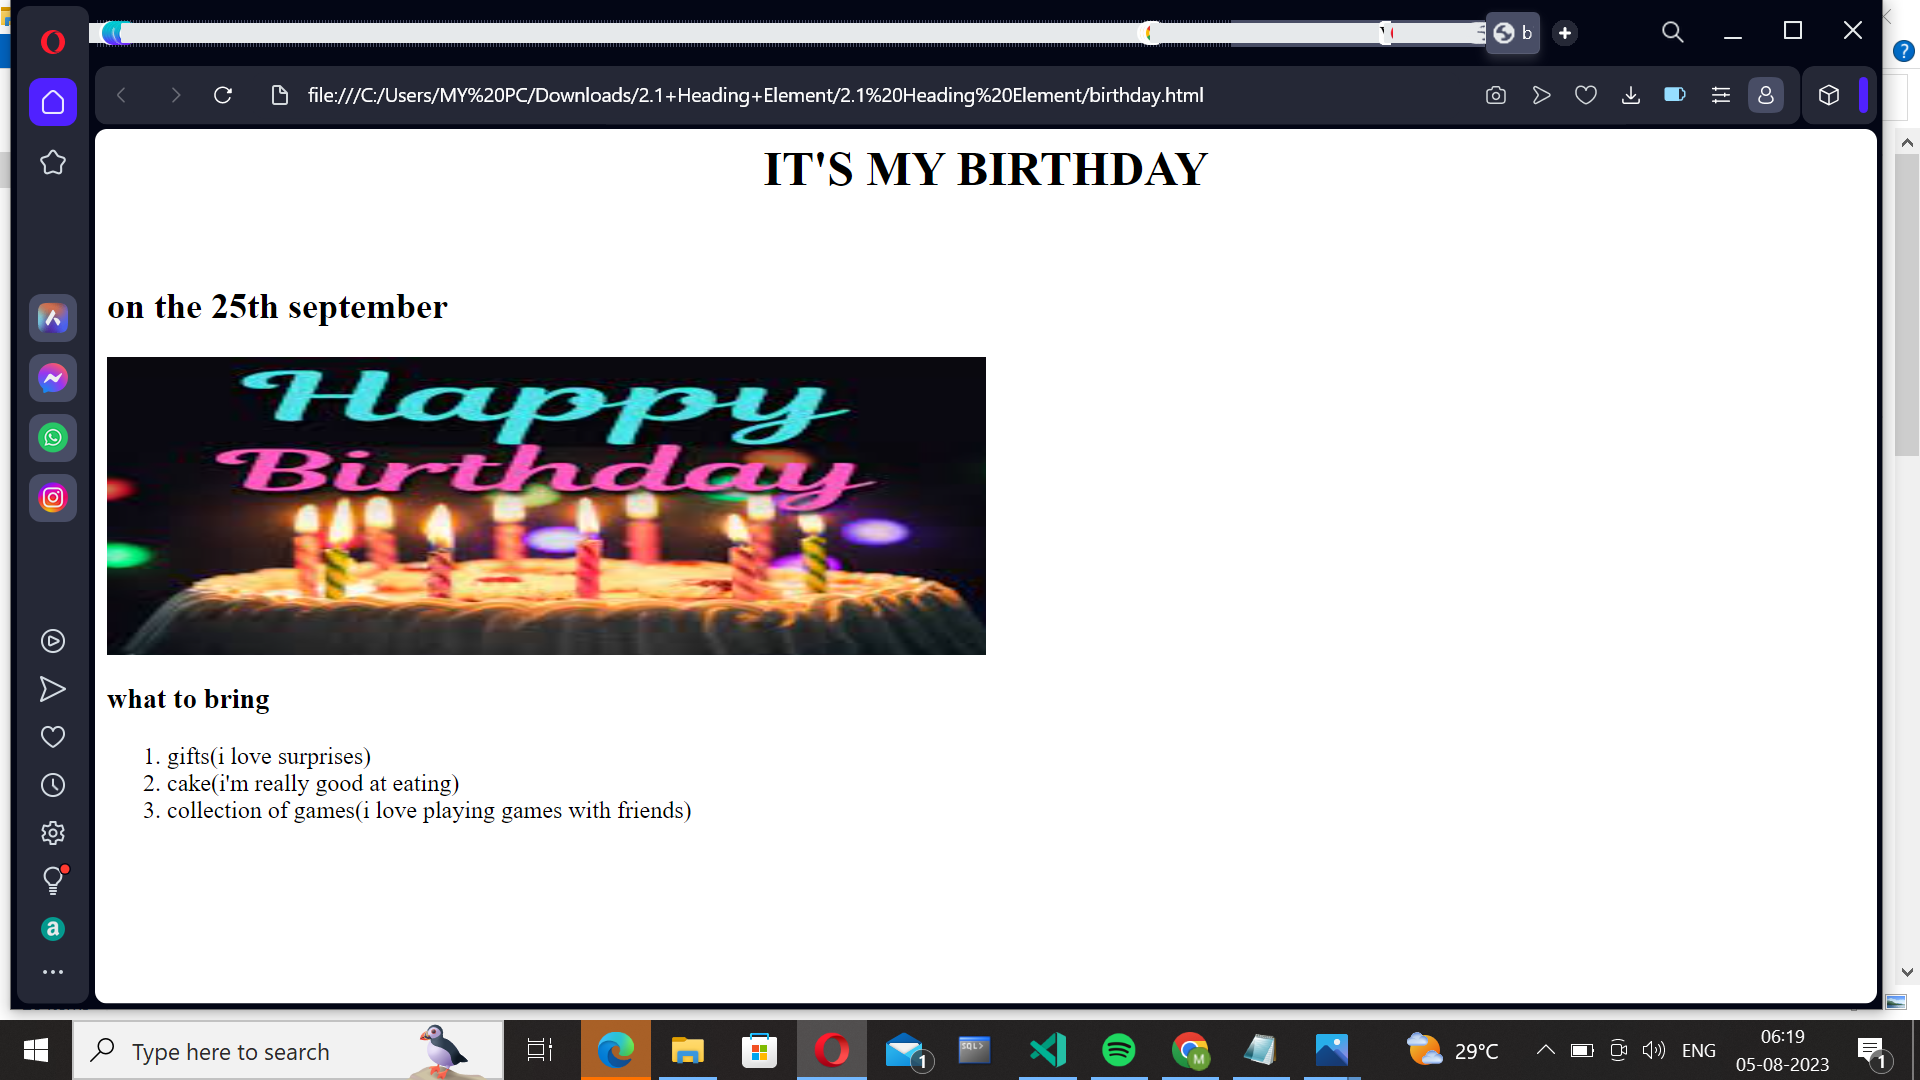 b
file:///C:/Users/MY%20PC/Downloads/2.1+Heading+Element/2.1%20Heading%20Element/birthday.html
IT'S MY BIRTHDAY
on the 25th september
Happy
Birthday
what to bring
1. gifts(i love surprises)
2. cake(i'm really good at eating)
3. collection of games(i love playing games with friends)
Type here to search
1
SQL>
M
29°C
ENG
06:19
05-08-2023
1